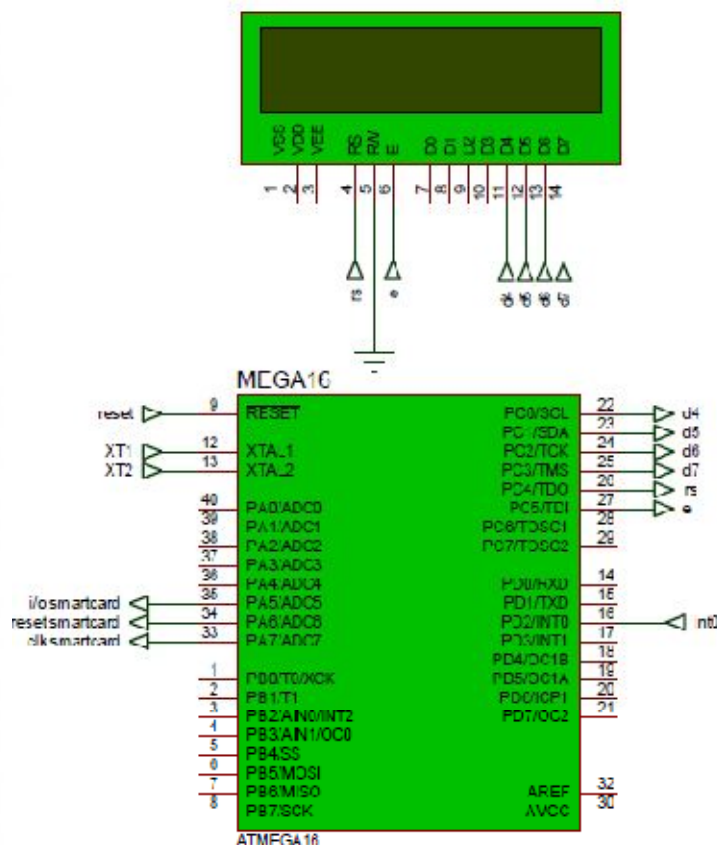 VSS VDD VEE RS RW E D0 D1 D2 D3 D4 D5 D6 D7
1 2 3 4 5 6 7 8 9 10 11 12 13 14
rs e d4 d5 d6 d7
MEGA16
reset 9 RESET PC0/SCL 22 d4
PC1/SDA 23 d5
XT1 12 XTAL1 PC2/TCK 24 d6
XT2 13 XTAL2 PC3/TMS 25 d7
PC4/TDO 26 rs
40 PA0/ADC0 PC5/TDI 27 e
39 PA1/ADC1 PC6/TOSC1 28
38 PA2/ADC2 PC7/TOSC2 29
37 PA3/ADC3
36 PA4/ADC4 PD0/RXD 14
i/osmartcard 35 PA5/ADC5 PD1/TXD 15
resetsmartcard 34 PA6/ADC6 PD2/INT0 16 int0
clksmartcard 33 PA7/ADC7 PD3/INT1 17
PD4/OC1B 18
1 PB0/T0/XCK PD5/OC1A 19
2 PB1/T1 PD6/ICP1 20
3 PB2/AIN0/INT2 PD7/OC2 21
4 PB3/AIN1/OC0
5 PB4/SS
6 PB5/MOSI
7 PB6/MISO AREF 32
8 PB7/SCK AVCC 30
ATMEGA16